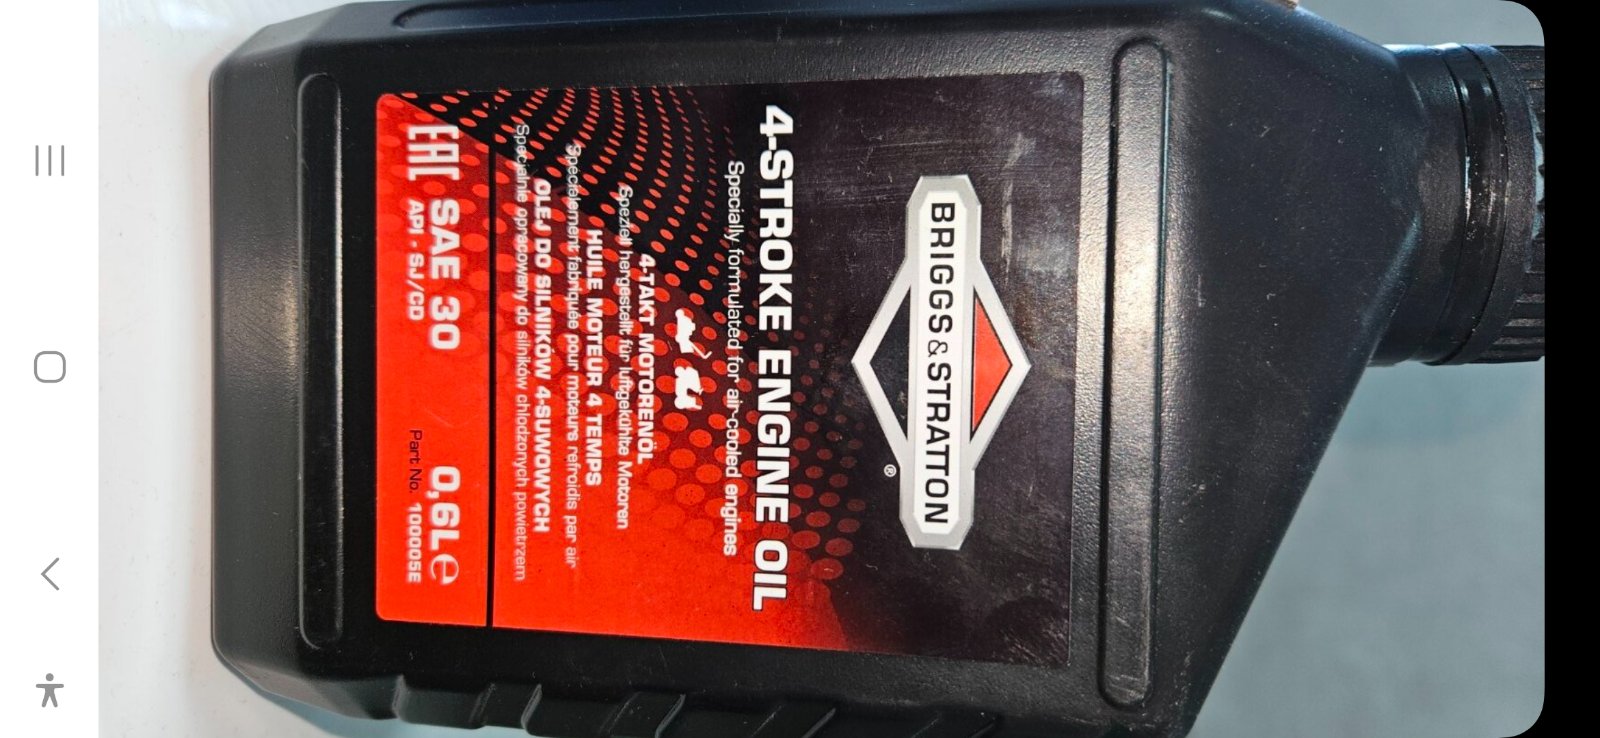 BRIGGS&STRATTON
®
4-STROKE ENGINE OIL
Specially formulated for air-cooled engines
4-TAKT MOTORENÖL
Speziell hergestellt für luftgekühlte Motoren
HUILE MOTEUR 4 TEMPS
Specialement fabriquée pour moteurs refroidis par air
OLEJ DO SILNIKÓW 4-SUWOWYCH
Specjalnie opracowany do silników chłodzonych powietrzem
EAC SAE 30 0,6L℮
API - SJ/CD Part No. 100005E